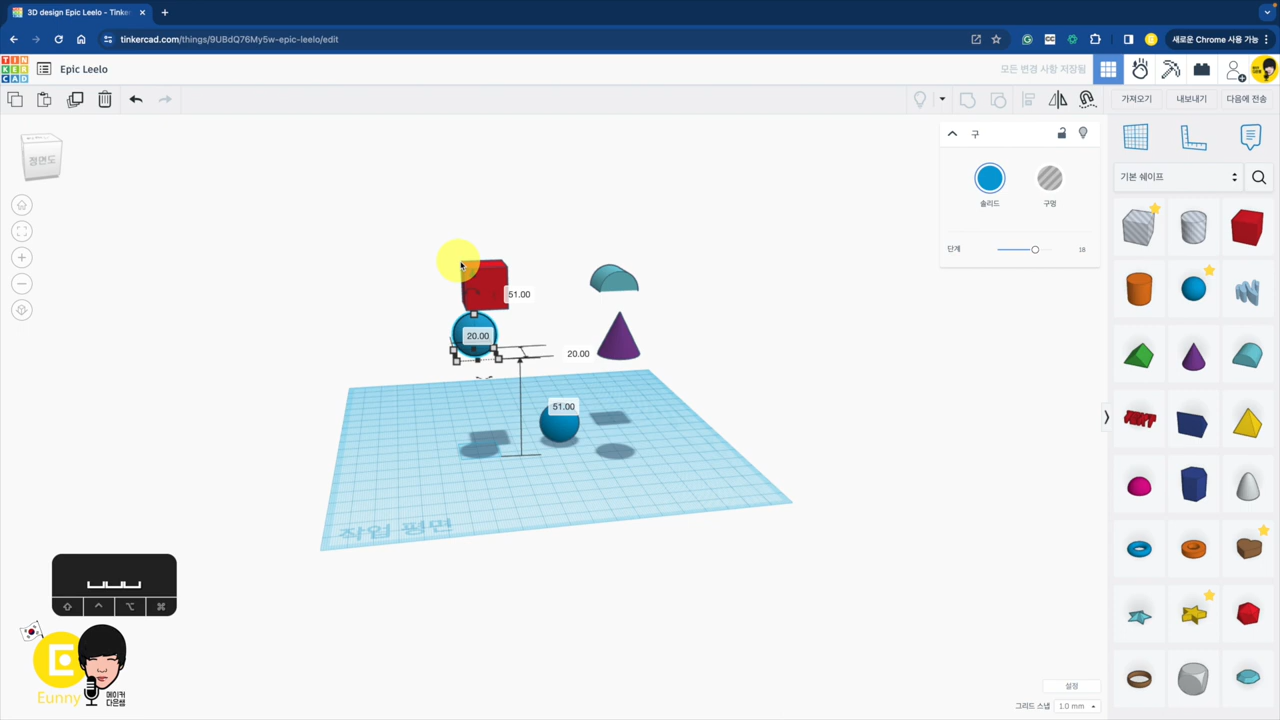 3D design Epic Leelo - Tinker
tinkercad.com/things/9UBdQ76My5w-epic-leelo/edit
새로운 Chrome 사용 가능
TIN
KER
CAD
Epic Leelo
모든 변경 사항 저장됨
가져오기
내보내기
다음에 전송
정면도
구
솔리드
구멍
단계
18
기본 쉐이프
51.00
20.00
20.00
51.00
작업 평면
Eunny
메이커
다은쌤
설정
그리드 스냅
1.0 mm